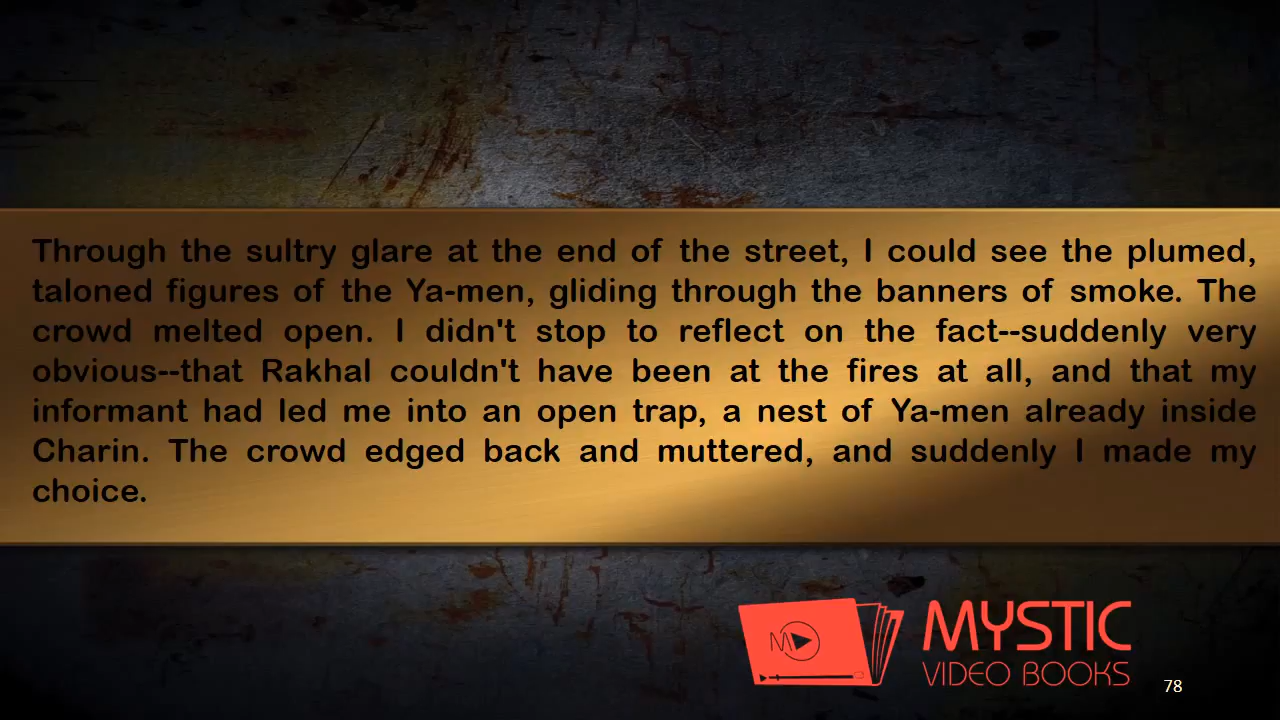 Through the sultry glare at the end of the street, I could see the plumed,
taloned figures of the Ya-men, gliding through the banners of smoke. The
crowd melted open. I didn't stop to reflect on the fact--suddenly very
obvious--that Rakhal couldn't have been at the fires at all, and that my
informant had led me into an open trap, a nest of Ya-men already inside
Charin. The crowd edged back and muttered, and suddenly I made my
choice.
MYSTIC
VIDEO BOOKS
78